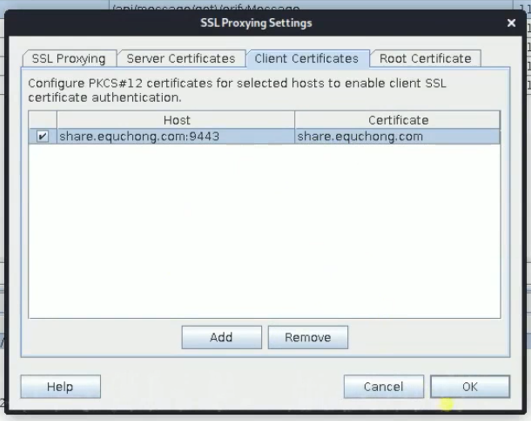 /api/message/get\VerifyMessage
SSL Proxying Settings
SSL Proxying
Server Certificates
Client Certificates
Root Certificate
Configure PKCS#12 certificates for selected hosts to enable client SSL
certificate authentication.
Host
Certificate
share.equchong.com:9443
share.equchong.com
Add
Remove
Help
Cancel
OK